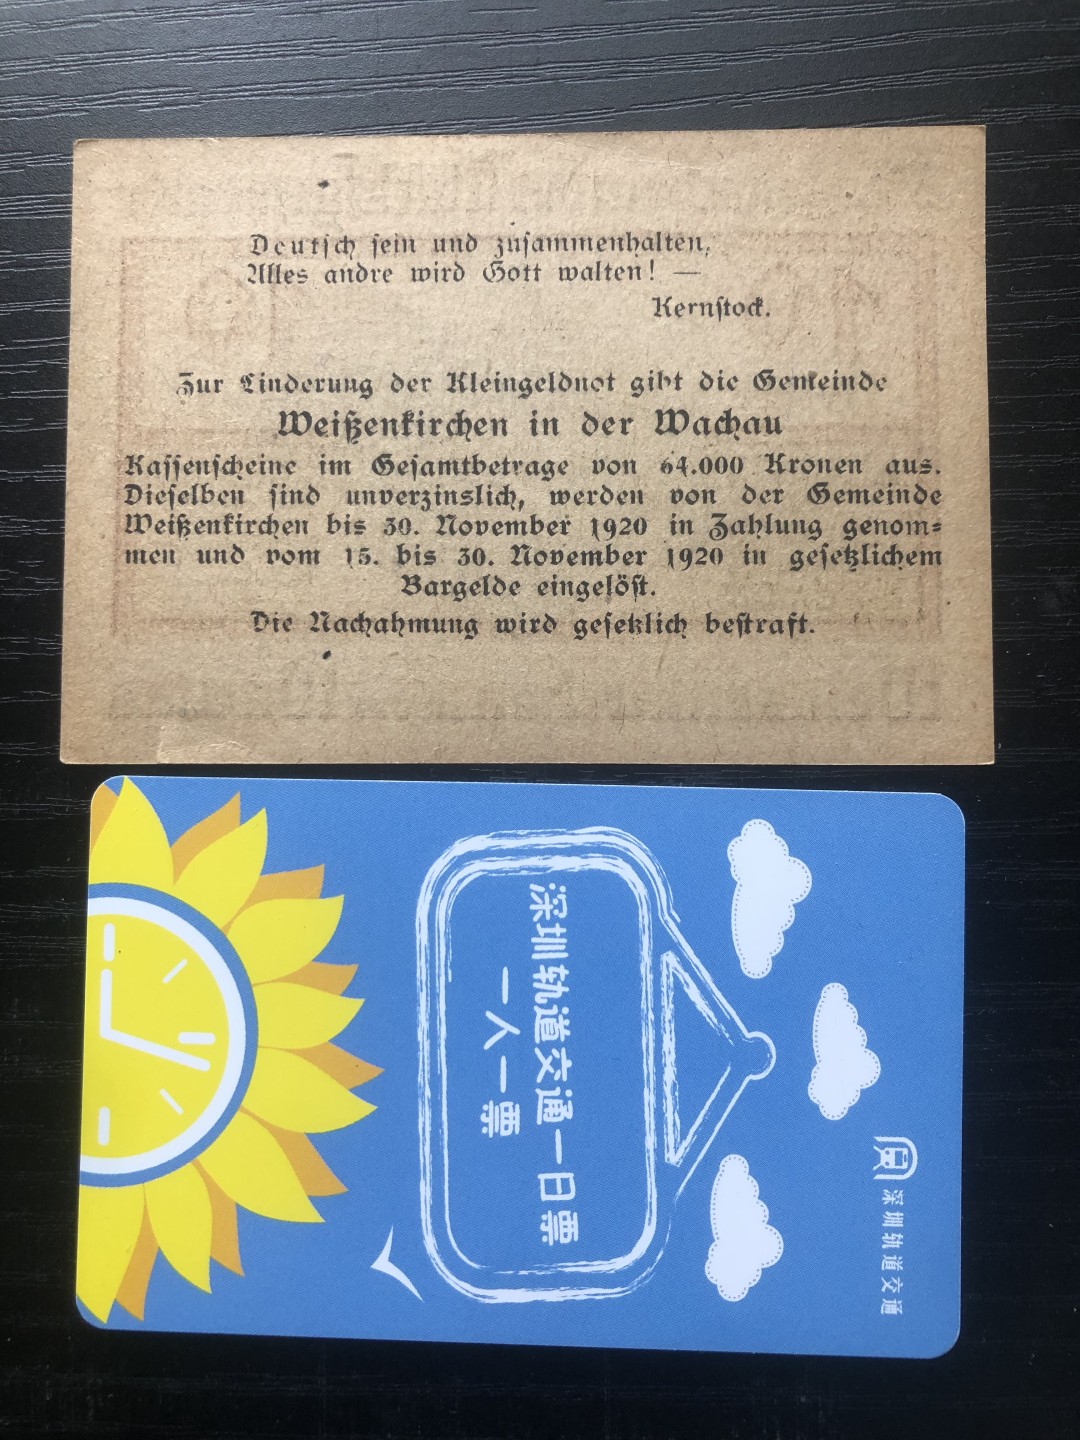 Deutsch sein und zusammenhalten,
Alles andre wird Gott walten! —
Kernstock.
Zur Linderung der Kleingeldnot gibt die Gemeinde
Weißenkirchen in der Wachau
Kassenscheine im Gesamtbetrage von 64.000 Kronen aus.
Dieselben sind unverzinslich, werden von der Gemeinde
Weißenkirchen bis 30. November 1920 in Zahlung genom=
men und vom 15. bis 30. November 1920 in gesetzlichem
Bargelde eingelöst.
Die Nachahmung wird gesetzlich bestraft.
深圳轨道交通
深圳轨道交通一日票
一人一票